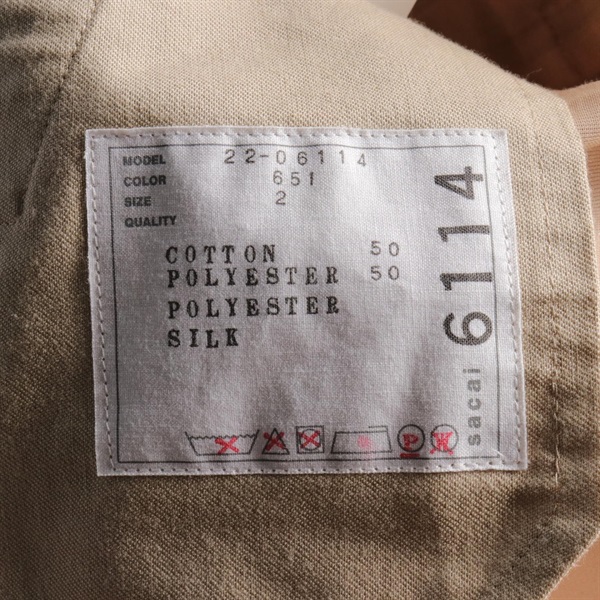 MODEL 22-06114
COLOR 651
SIZE 2
QUALITY
COTTON 50
POLYESTER 50
POLYESTER
SILK
P W
sacai 6114